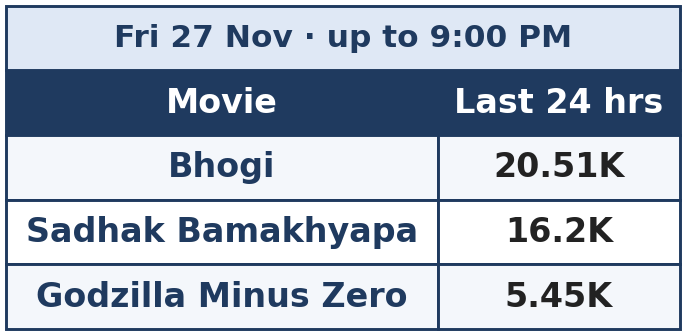 Fri 27 Nov · up to 9:00 PM
Movie Last 24 hrs
Bhogi 20.51K
Sadhak Bamakhyapa 16.2K
Godzilla Minus Zero 5.45K